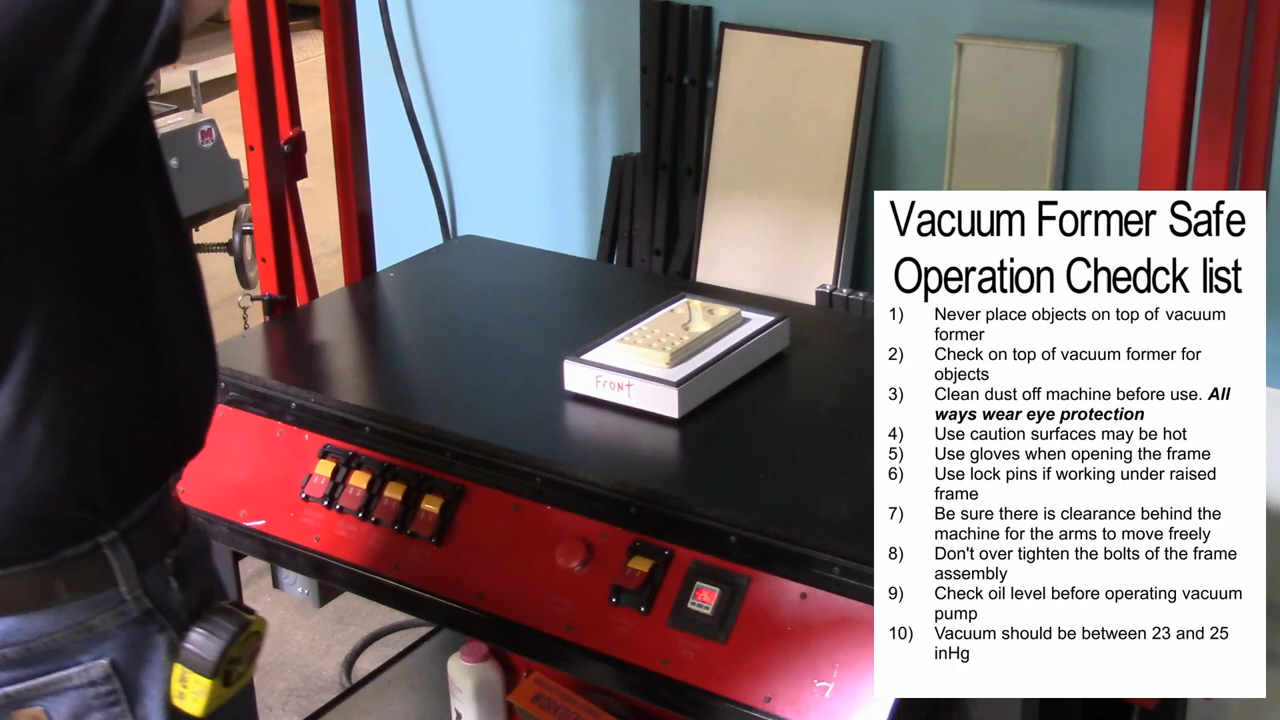 FRONT
Vacuum Former Safe
Operation Chedck list
1) Never place objects on top of vacuum
former
2) Check on top of vacuum former for
objects
3) Clean dust off machine before use. All
ways wear eye protection
4) Use caution surfaces may be hot
5) Use gloves when opening the frame
6) Use lock pins if working under raised
frame
7) Be sure there is clearance behind the
machine for the arms to move freely
8) Don't over tighten the bolts of the frame
assembly
9) Check oil level before operating vacuum
pump
10) Vacuum should be between 23 and 25
inHg